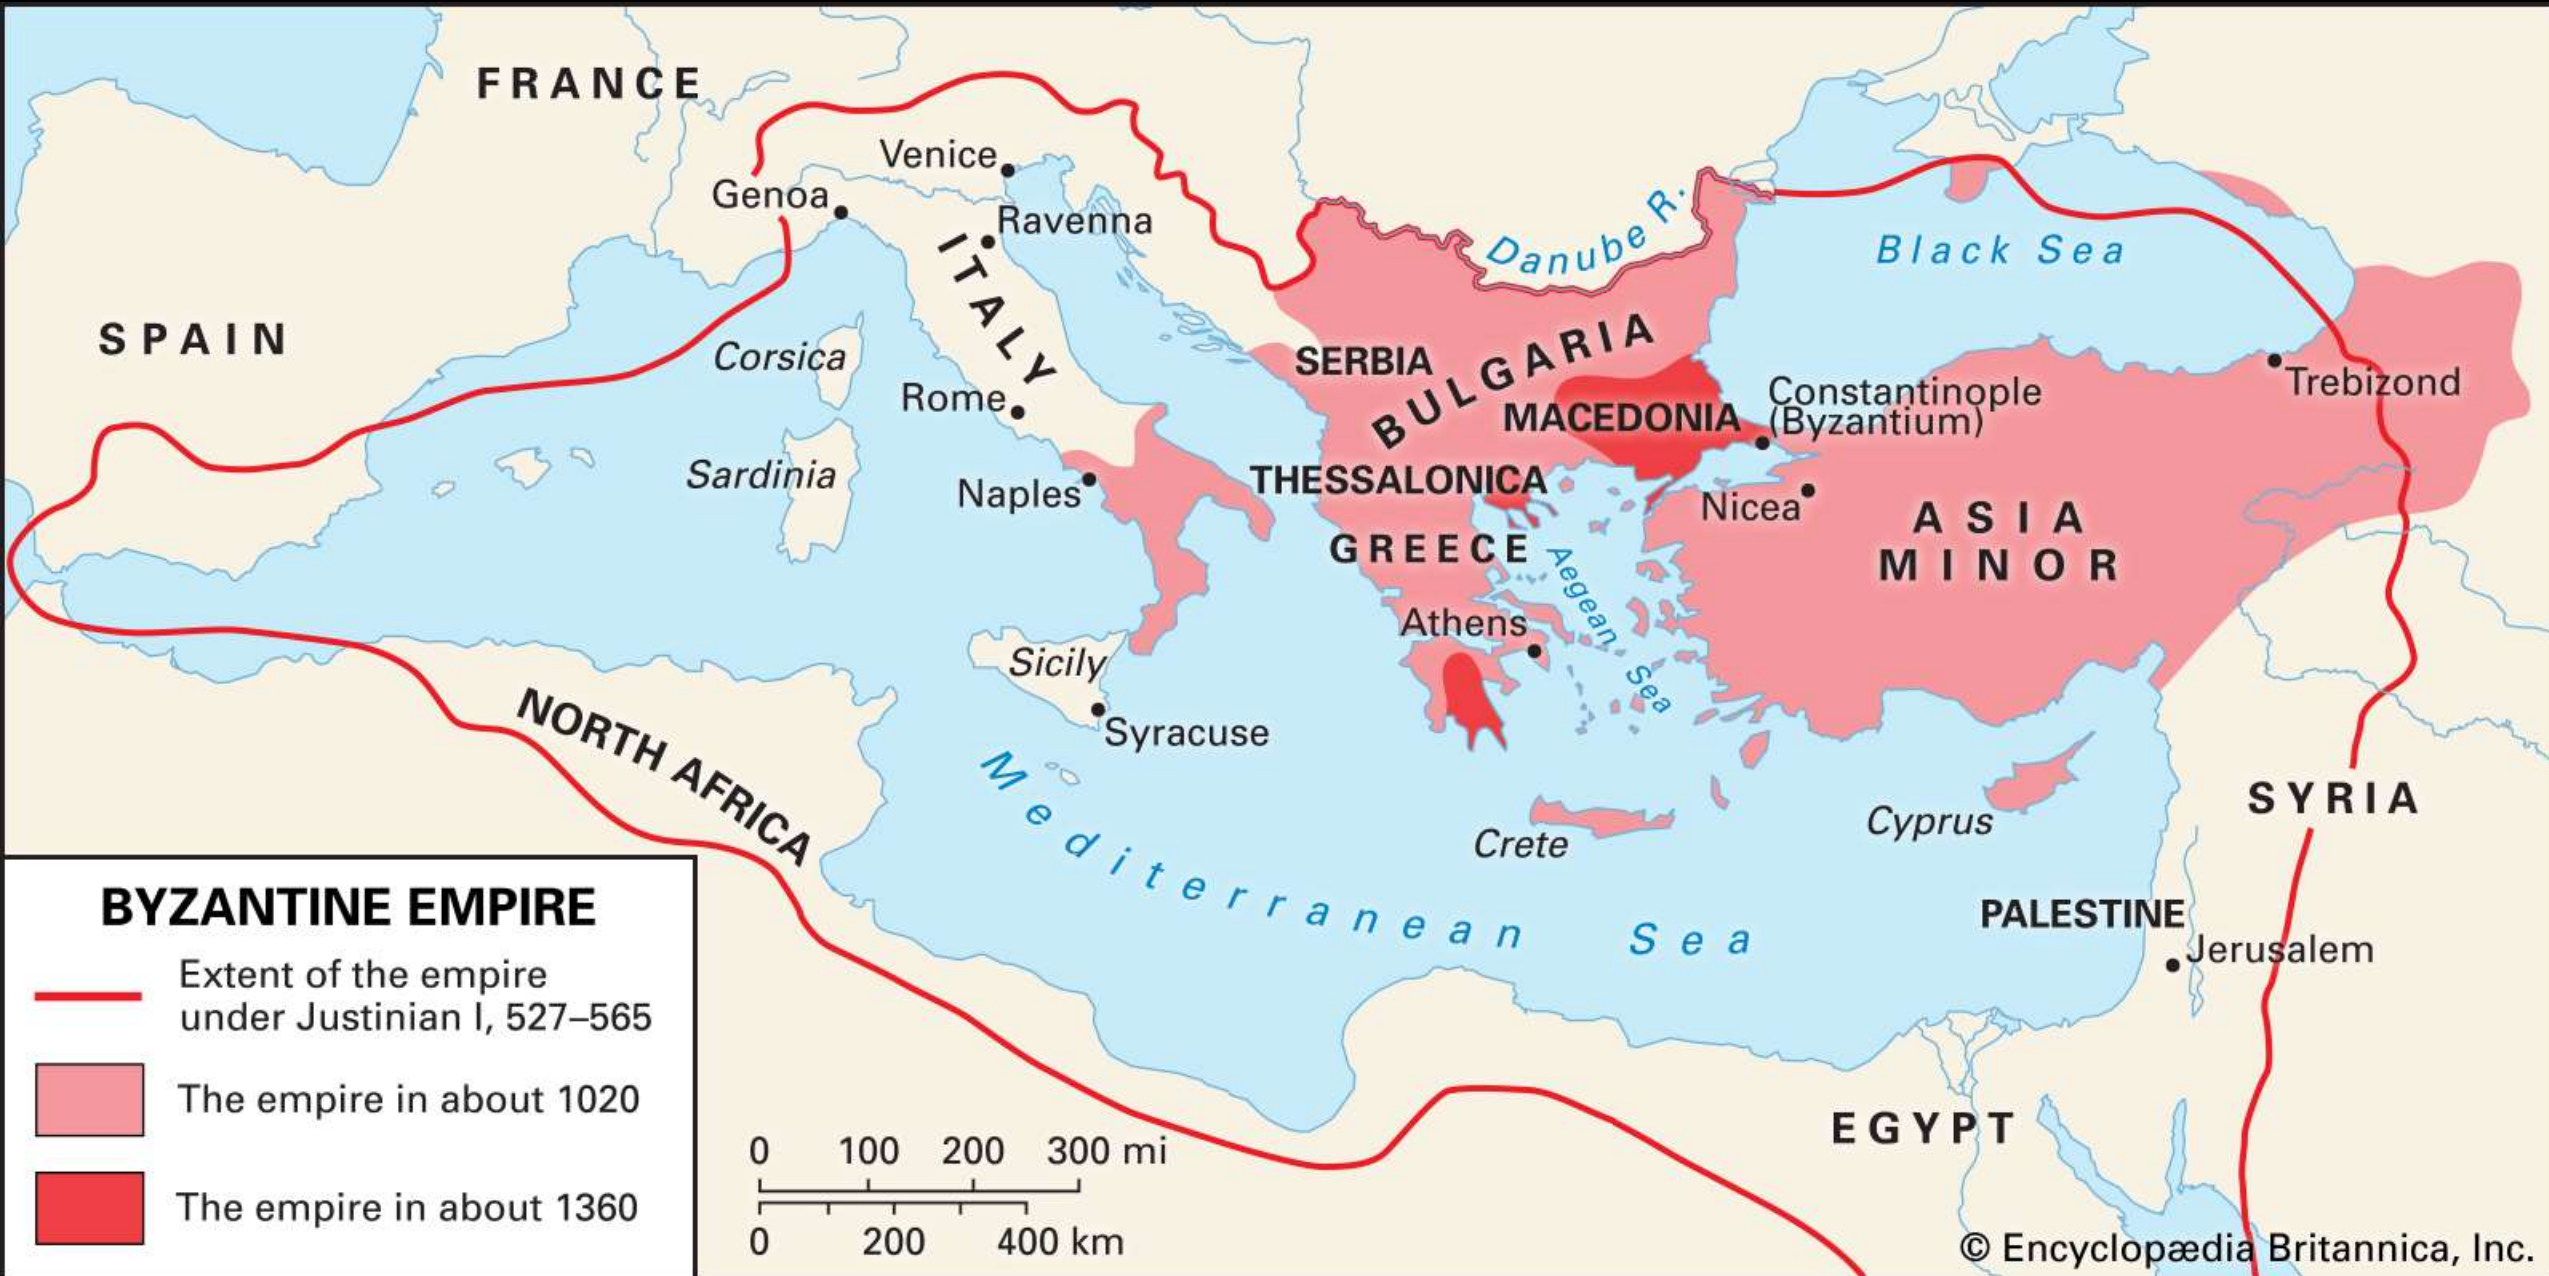 FRANCE
Venice
Genoa
Ravenna
ITALY
Danube R.
Black Sea
SPAIN
Corsica
Rome
SERBIA
BULGARIA
MACEDONIA
Constantinople
(Byzantium)
Trebizond
Sardinia
Naples
THESSALONICA
Nicea
GREECE
ASIA
MINOR
Aegean Sea
Athens
Sicily
Syracuse
NORTH AFRICA
Mediterranean Sea
Crete
Cyprus
SYRIA
PALESTINE
Jerusalem
EGYPT
BYZANTINE EMPIRE
Extent of the empire
under Justinian I, 527–565
The empire in about 1020
The empire in about 1360
0 100 200 300 mi
0 200 400 km
© Encyclopædia Britannica, Inc.